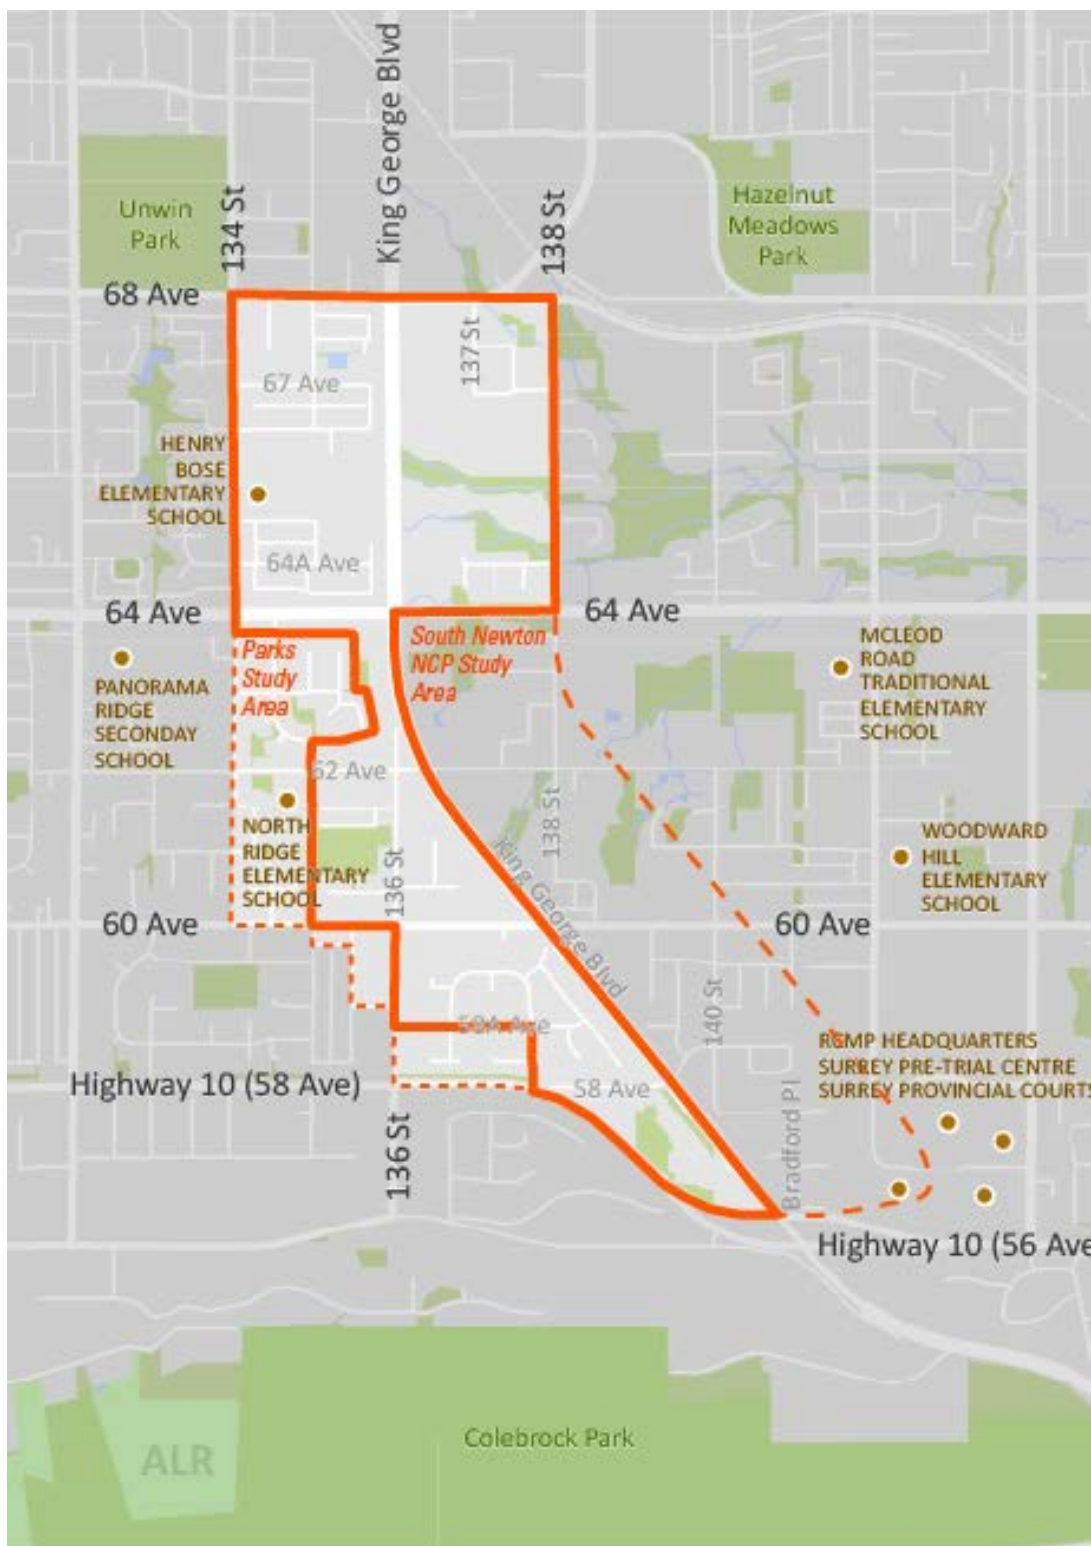 King George Blvd
134 St
138 St
Unwin
Park
Hazelnut
Meadows
Park
68 Ave
137 St
67 Ave
HENRY
BOSE
ELEMENTARY
SCHOOL
64A Ave
64 Ave
64 Ave
Parks
Study
Area
South Newton
NCP Study
Area
PANORAMA
RIDGE
SECONDAY
SCHOOL
MCLEOD
ROAD
TRADITIONAL
ELEMENTARY
SCHOOL
62 Ave
138 St
NORTH
RIDGE
ELEMENTARY
SCHOOL
136 St
King George Blvd
WOODWARD
HILL
ELEMENTARY
SCHOOL
60 Ave
60 Ave
140 St
59A Ave
RCMP HEADQUARTERS
SURREY PRE-TRIAL CENTRE
SURREY PROVINCIAL COURTS
Highway 10 (58 Ave)
58 Ave
136 St
Bradford Pl
Highway 10 (56 Ave
Colebrock Park
ALR